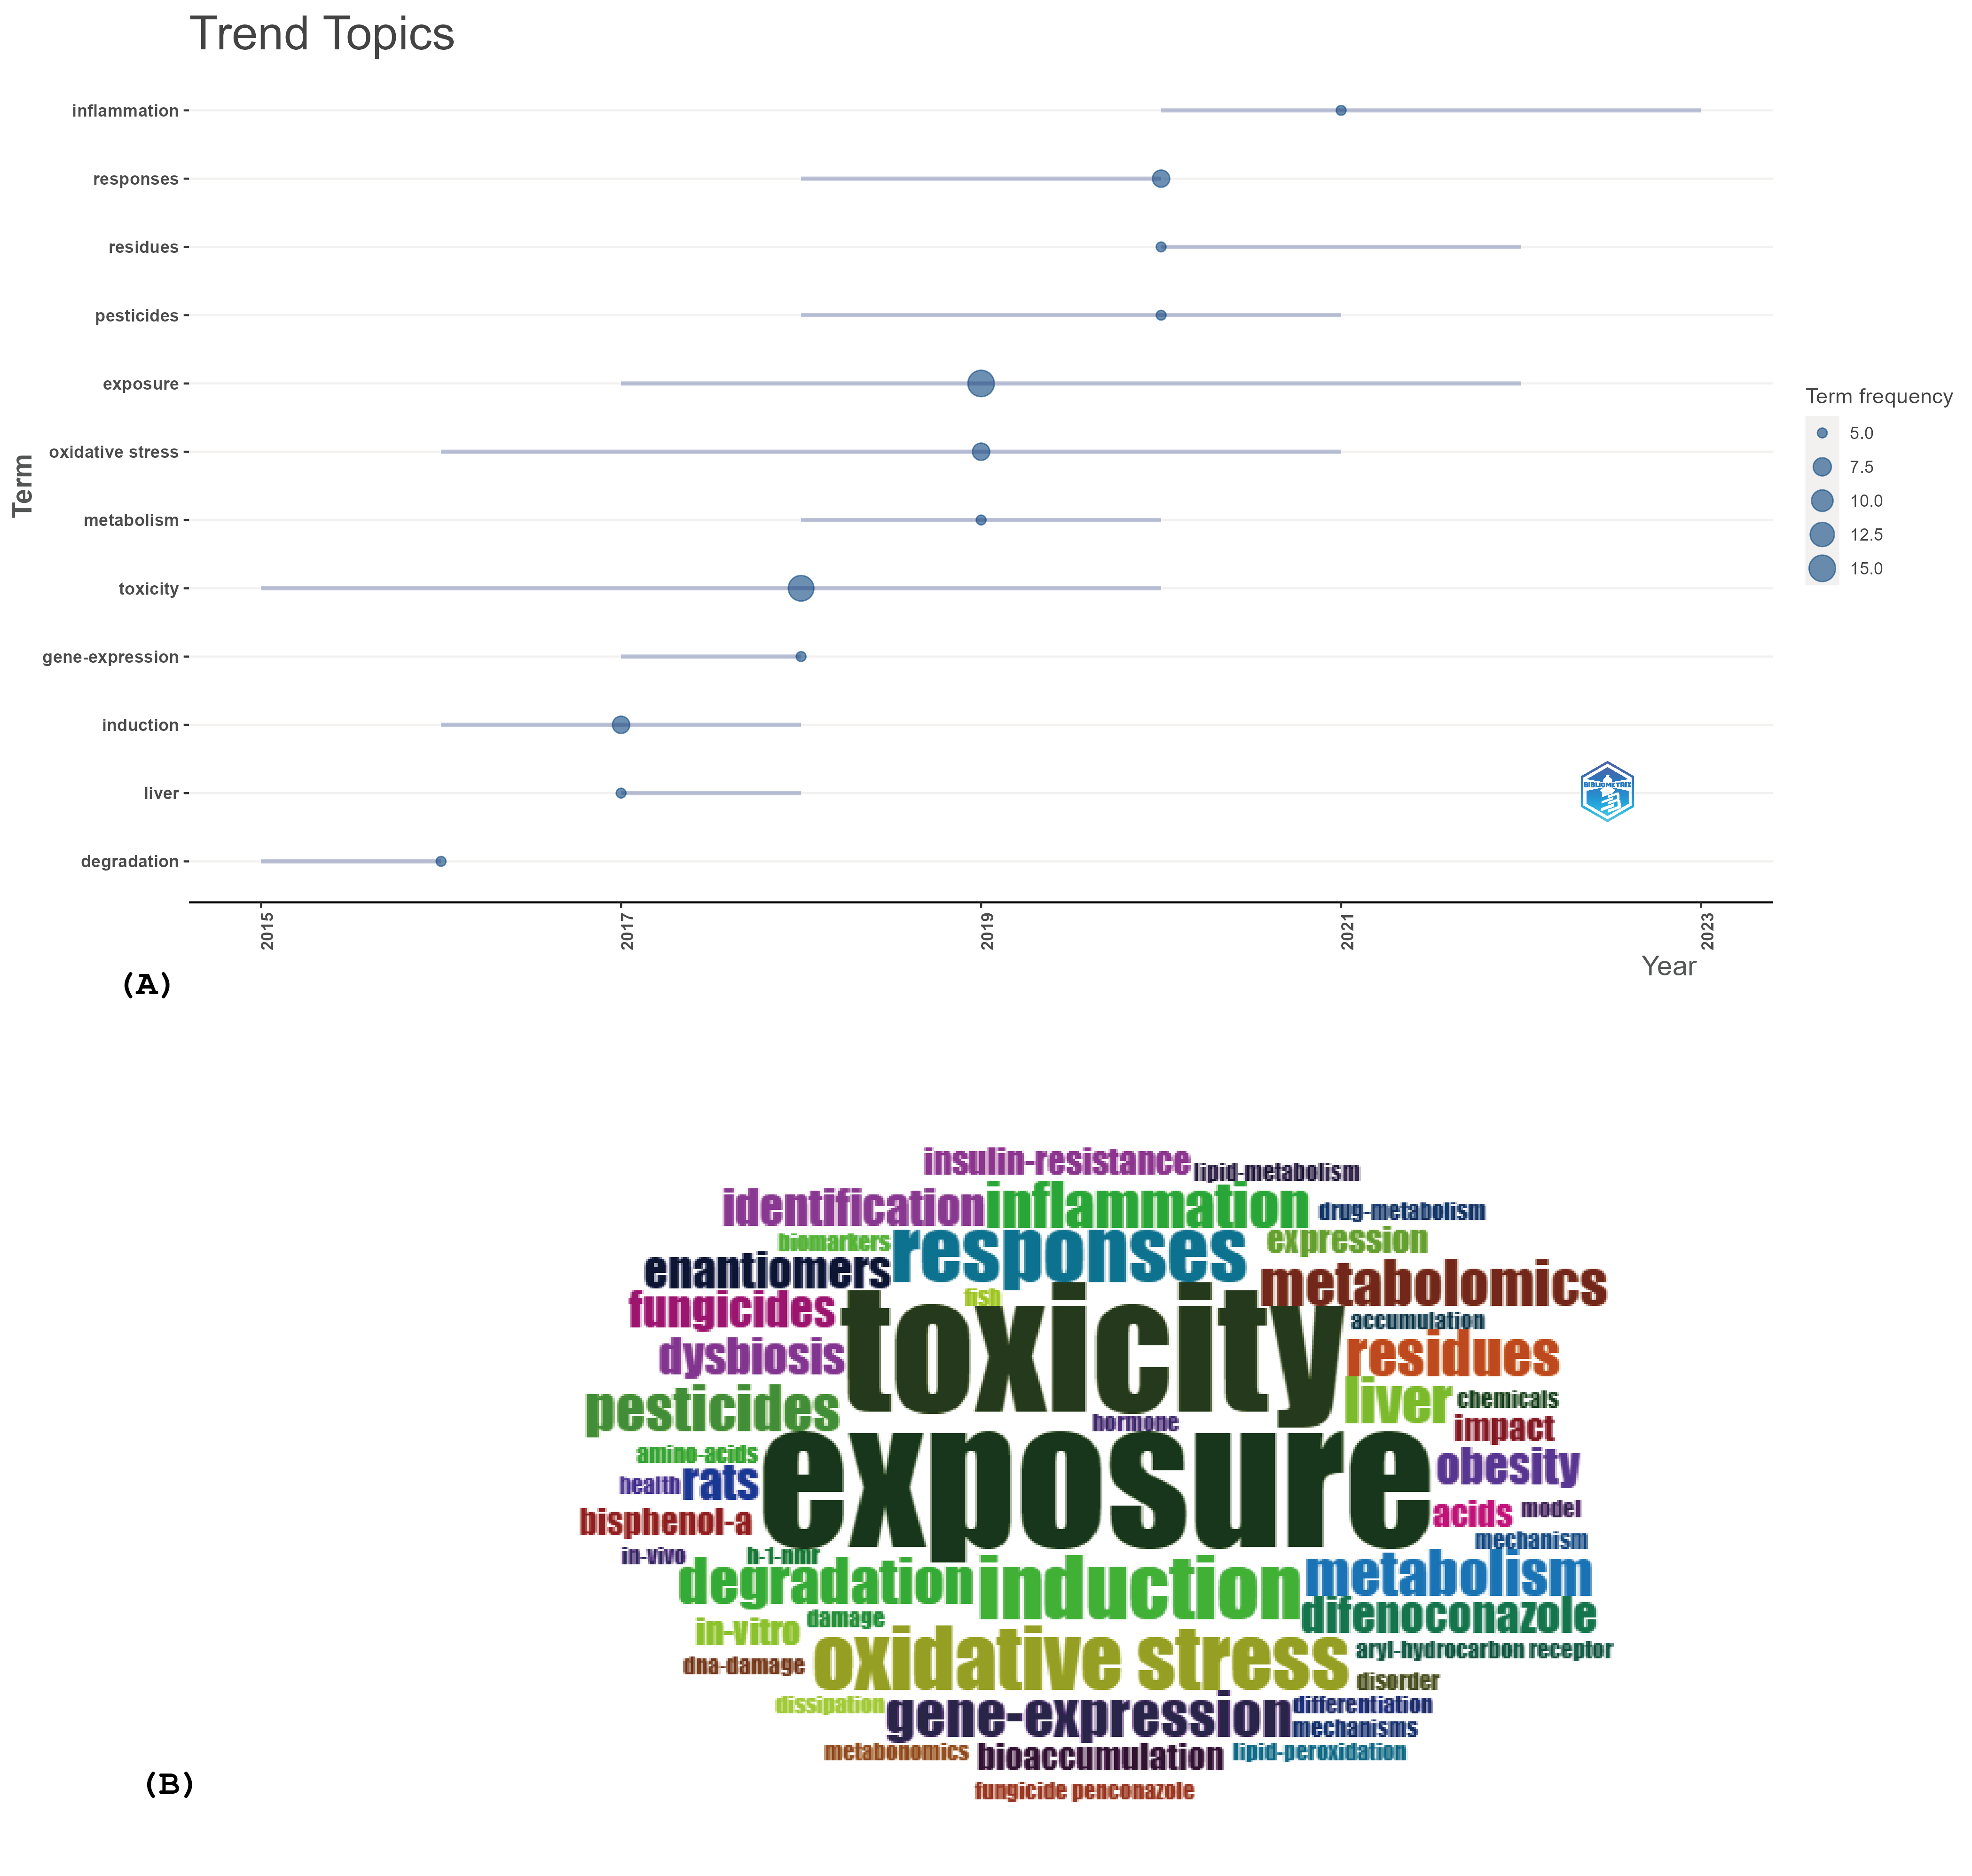 Trend Topics
inflammation
responses
residues
pesticides
exposure
oxidative stress
metabolism
toxicity
gene-expression
induction
liver
degradation
Term
2015
2017
2019
2021
2023
Year
Term frequency
5.0
7.5
10.0
12.5
15.0
BIBLIOMETRIX
(A)
insulin-resistance
lipid-metabolism
identification
inflammation
drug-metabolism
biomarkers
responses
expression
enantiomers
metabolomics
fungicides
fish
toxicity
accumulation
dysbiosis
residues
pesticides
liver
chemicals
hormone
impact
amino-acids
exposure
obesity
health
rats
acids
model
bisphenol-a
mechanism
in-vivo
h-1-nmr
degradation
induction
metabolism
difenoconazole
in-vitro
damage
oxidative stress
aryl-hydrocarbon receptor
dna-damage
disorder
dissipation
gene-expression
differentiation
mechanisms
metabonomics
bioaccumulation
lipid-peroxidation
fungicide penconazole
(B)